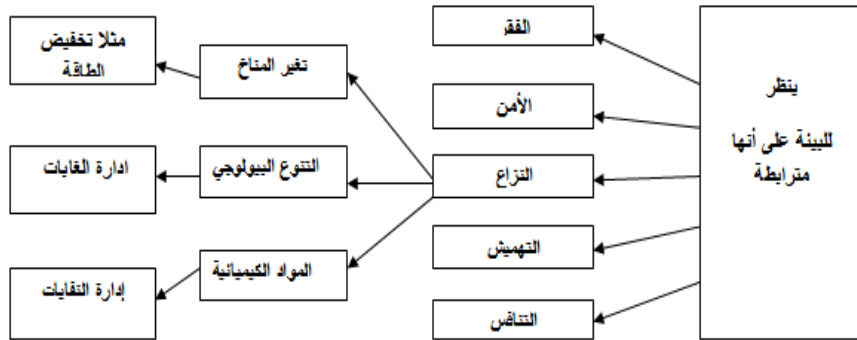 ينظر
للبيئة على أنها
مترابطة
الفقر
الأمن
النزاع
التهميش
التنافس
تغير المناخ
التنوع البيولوجي
المواد الكيميائية
مثلا تخفيض
الطاقة
ادارة الغابات
إدارة النفايات